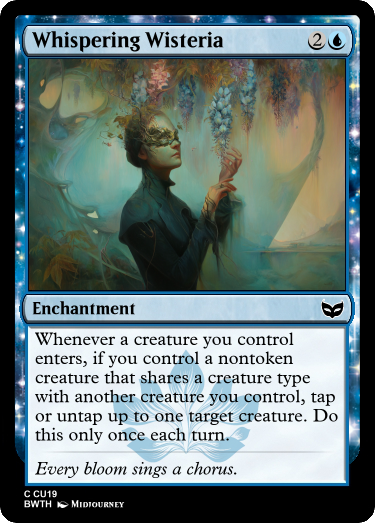 Whispering Wisteria 2
Enchantment
Whenever a creature you control
enters, if you control a nontoken
creature that shares a creature type
with another creature you control, tap
or untap up to one target creature. Do
this only once each turn.
Every bloom sings a chorus.
C CU19
BWTH Midjourney